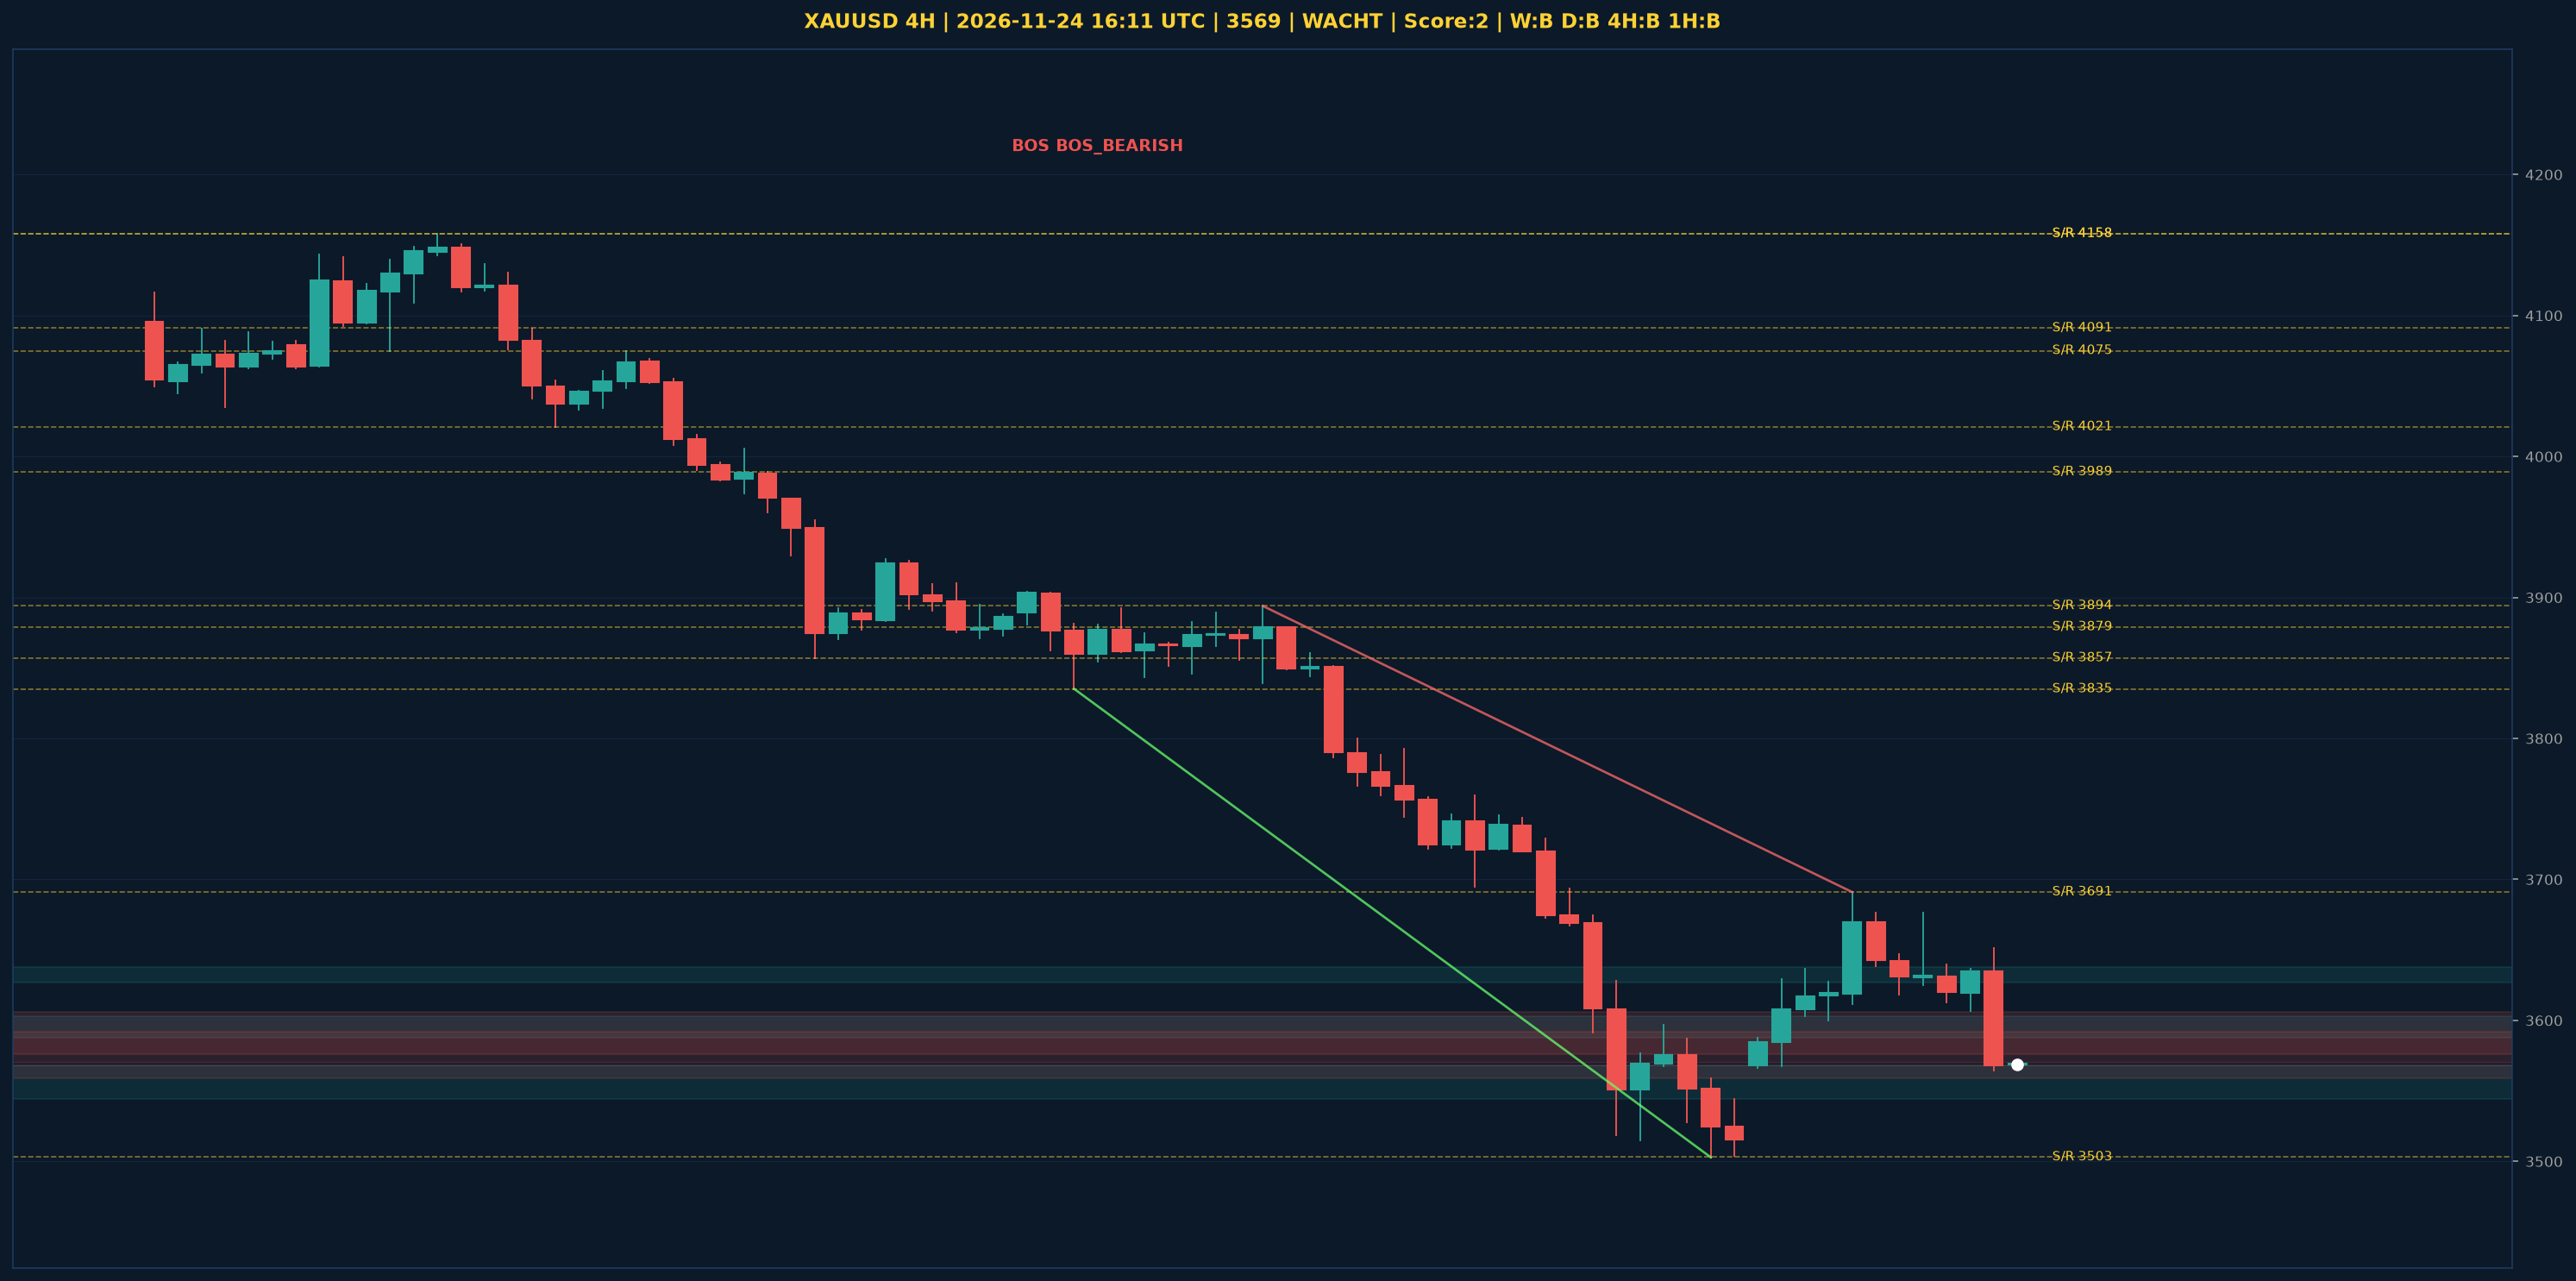 XAUUSD 4H | 2026-11-24 16:11 UTC | 3569 | WACHT | Score:2 | W:B D:B 4H:B 1H:B
BOS BOS_BEARISH
4200
S/R 4158
4100
S/R 4091
S/R 4075
S/R 4021
4000
S/R 3989
3900
S/R 3894
S/R 3879
S/R 3857
S/R 3835
3800
3700
S/R 3691
3600
S/R 3503
3500